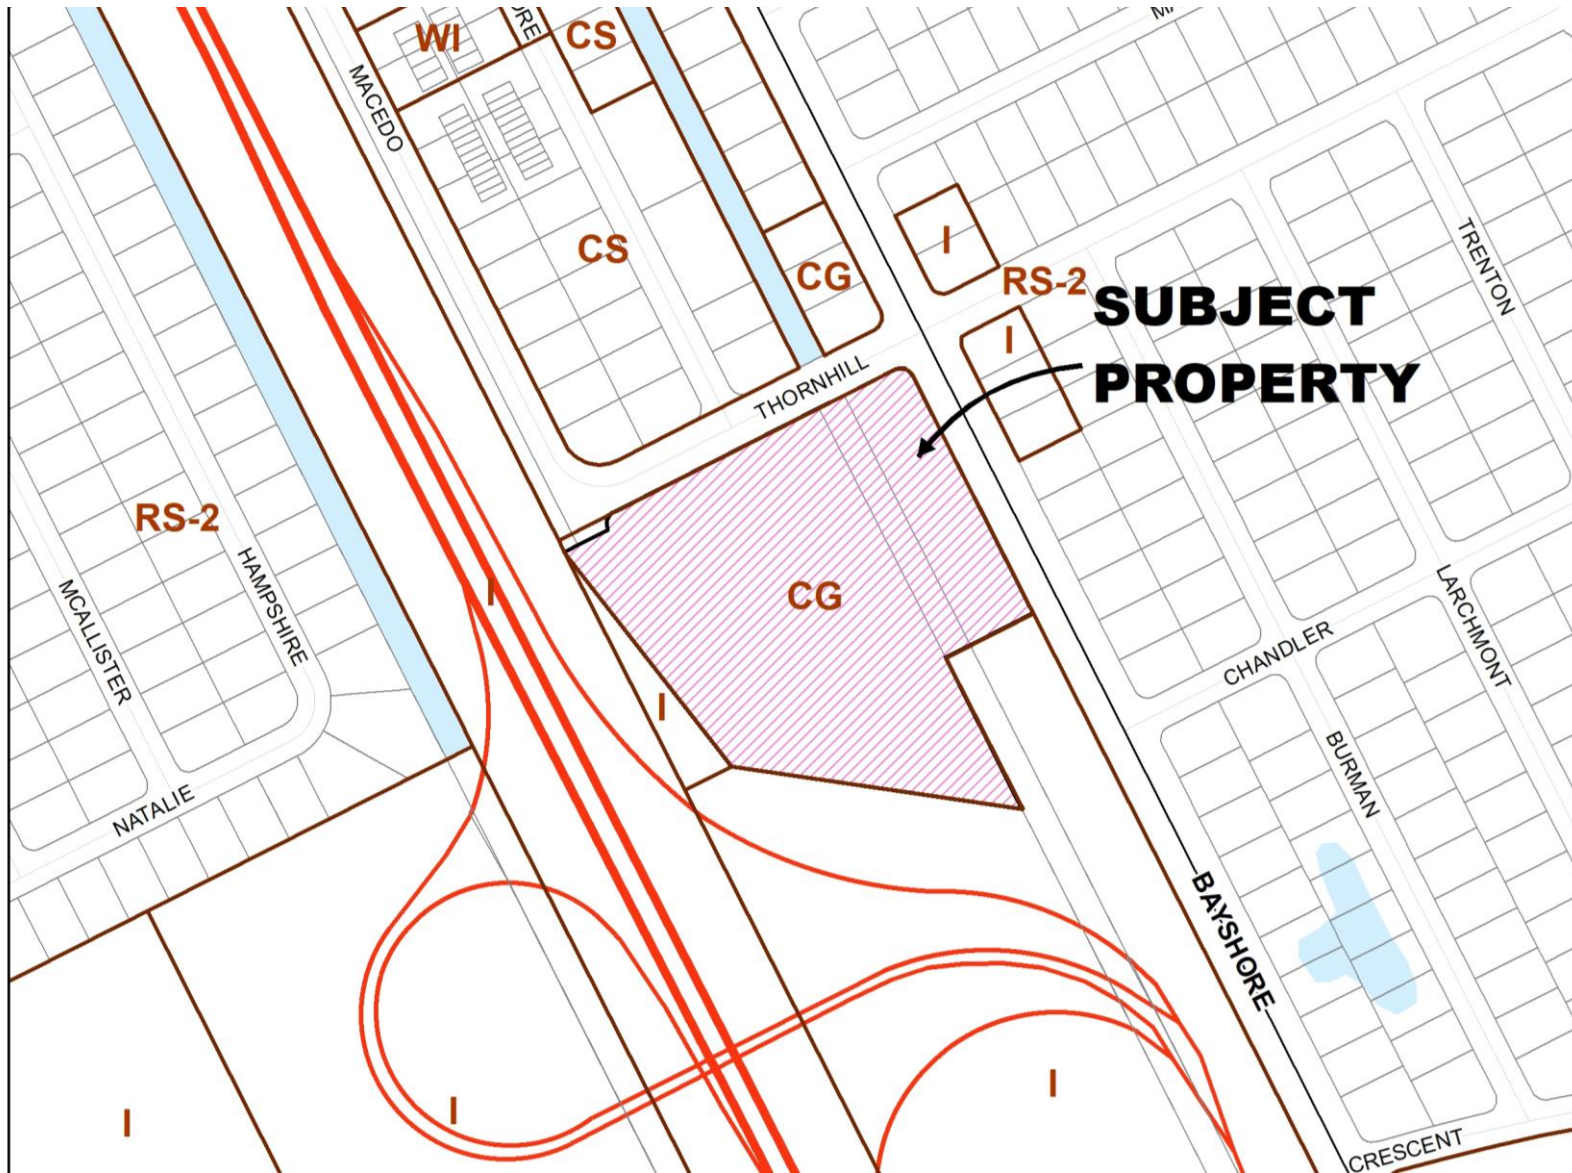 WI
CS
MACEDO
CS
CG
I
RS-2
TRENTON
SUBJECT
PROPERTY
I
THORNHILL
RS-2
CG
I
HAMPSHIRE
MCALLISTER
LARCHMONT
CHANDLER
I
BURMAN
NATALIE
BAYSHORE
I
I
I
CRESCENT